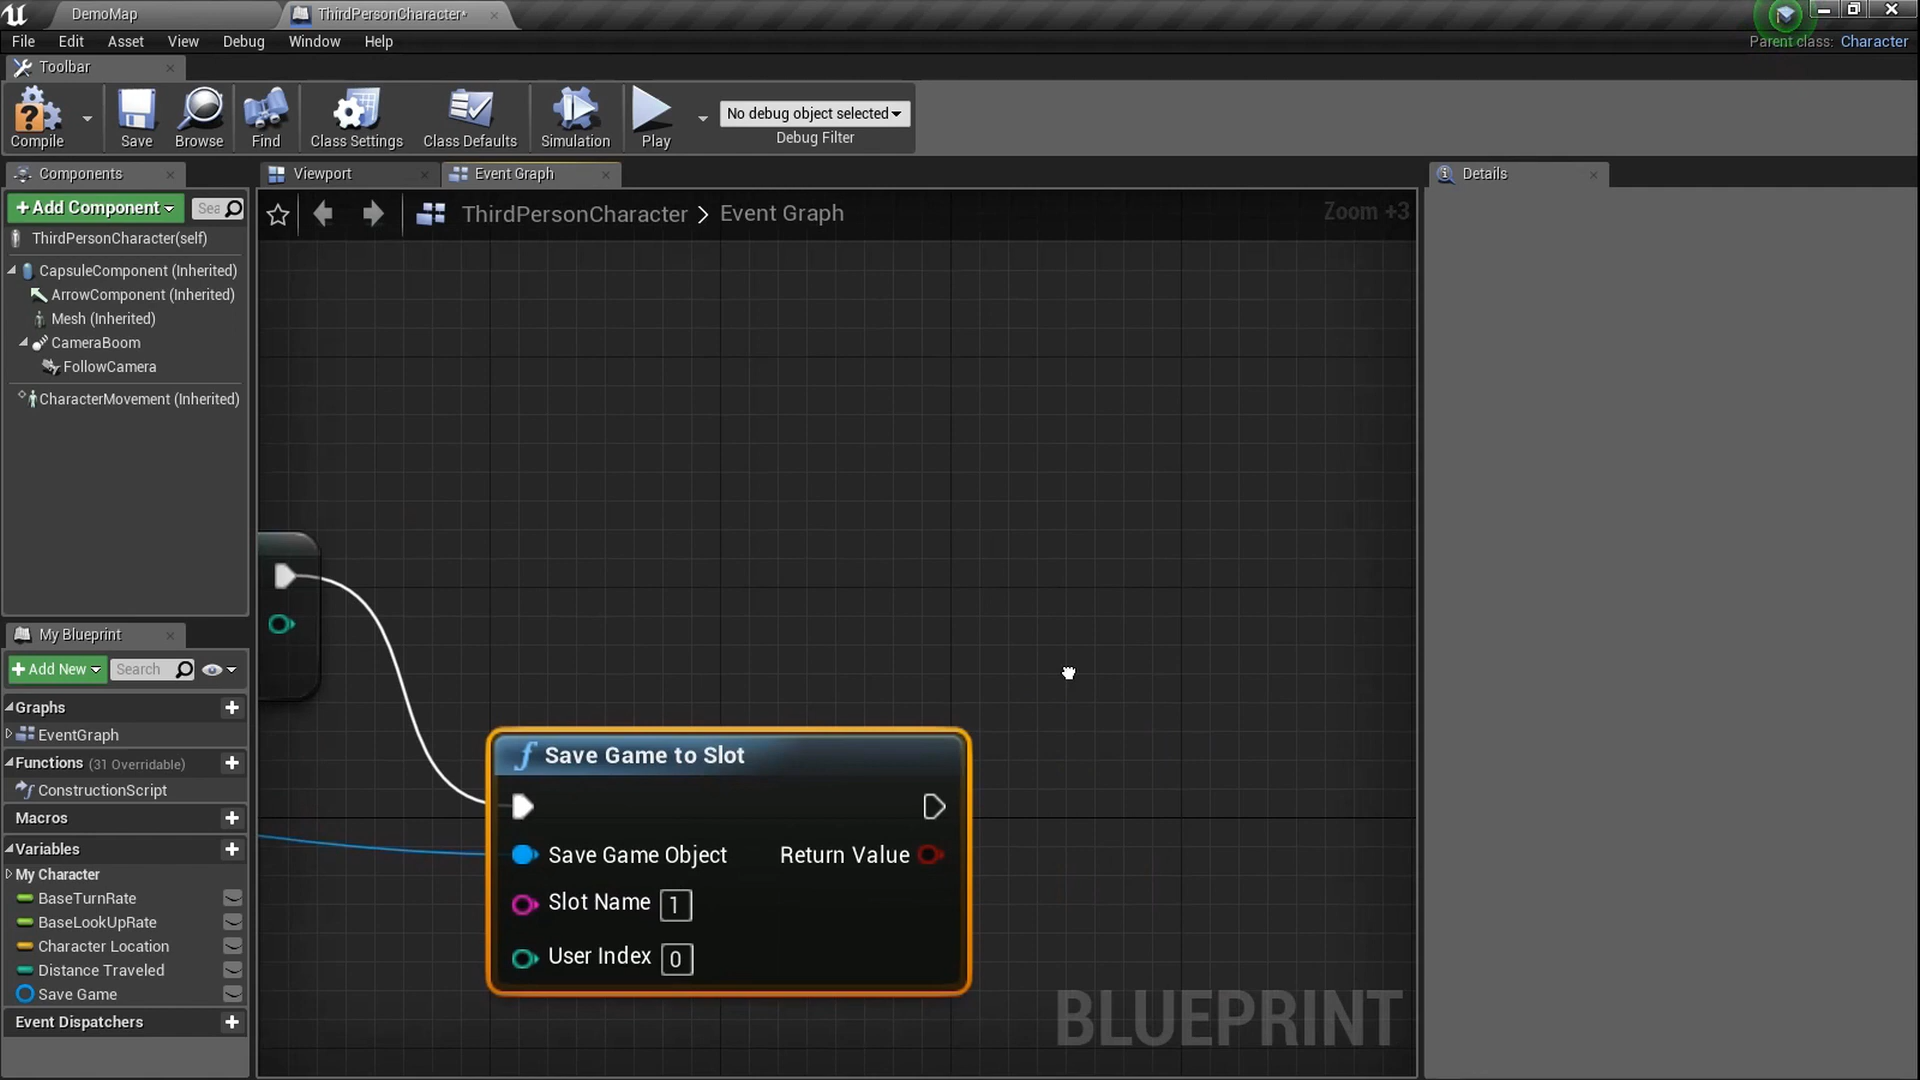 DemoMap
ThirdPersonCharacter*
File Edit Asset View Debug Window Help
Parent class: Character
Toolbar
Compile
Save
Browse
Find
Class Settings
Class Defaults
Simulation
Play
No debug object selected
Debug Filter
Components
+Add Component
Sea
ThirdPersonCharacter(self)
CapsuleComponent (Inherited)
ArrowComponent (Inherited)
Mesh (Inherited)
CameraBoom
FollowCamera
CharacterMovement (Inherited)
My Blueprint
+Add New
Search
Graphs
EventGraph
Functions (31 Overridable)
ConstructionScript
Macros
Variables
My Character
BaseTurnRate
BaseLookUpRate
Character Location
Distance Traveled
Save Game
Event Dispatchers
Viewport
Event Graph
ThirdPersonCharacter > Event Graph
Zoom +3
Save Game to Slot
Save Game Object
Return Value
Slot Name 1
User Index 0
BLUEPRINT
Details